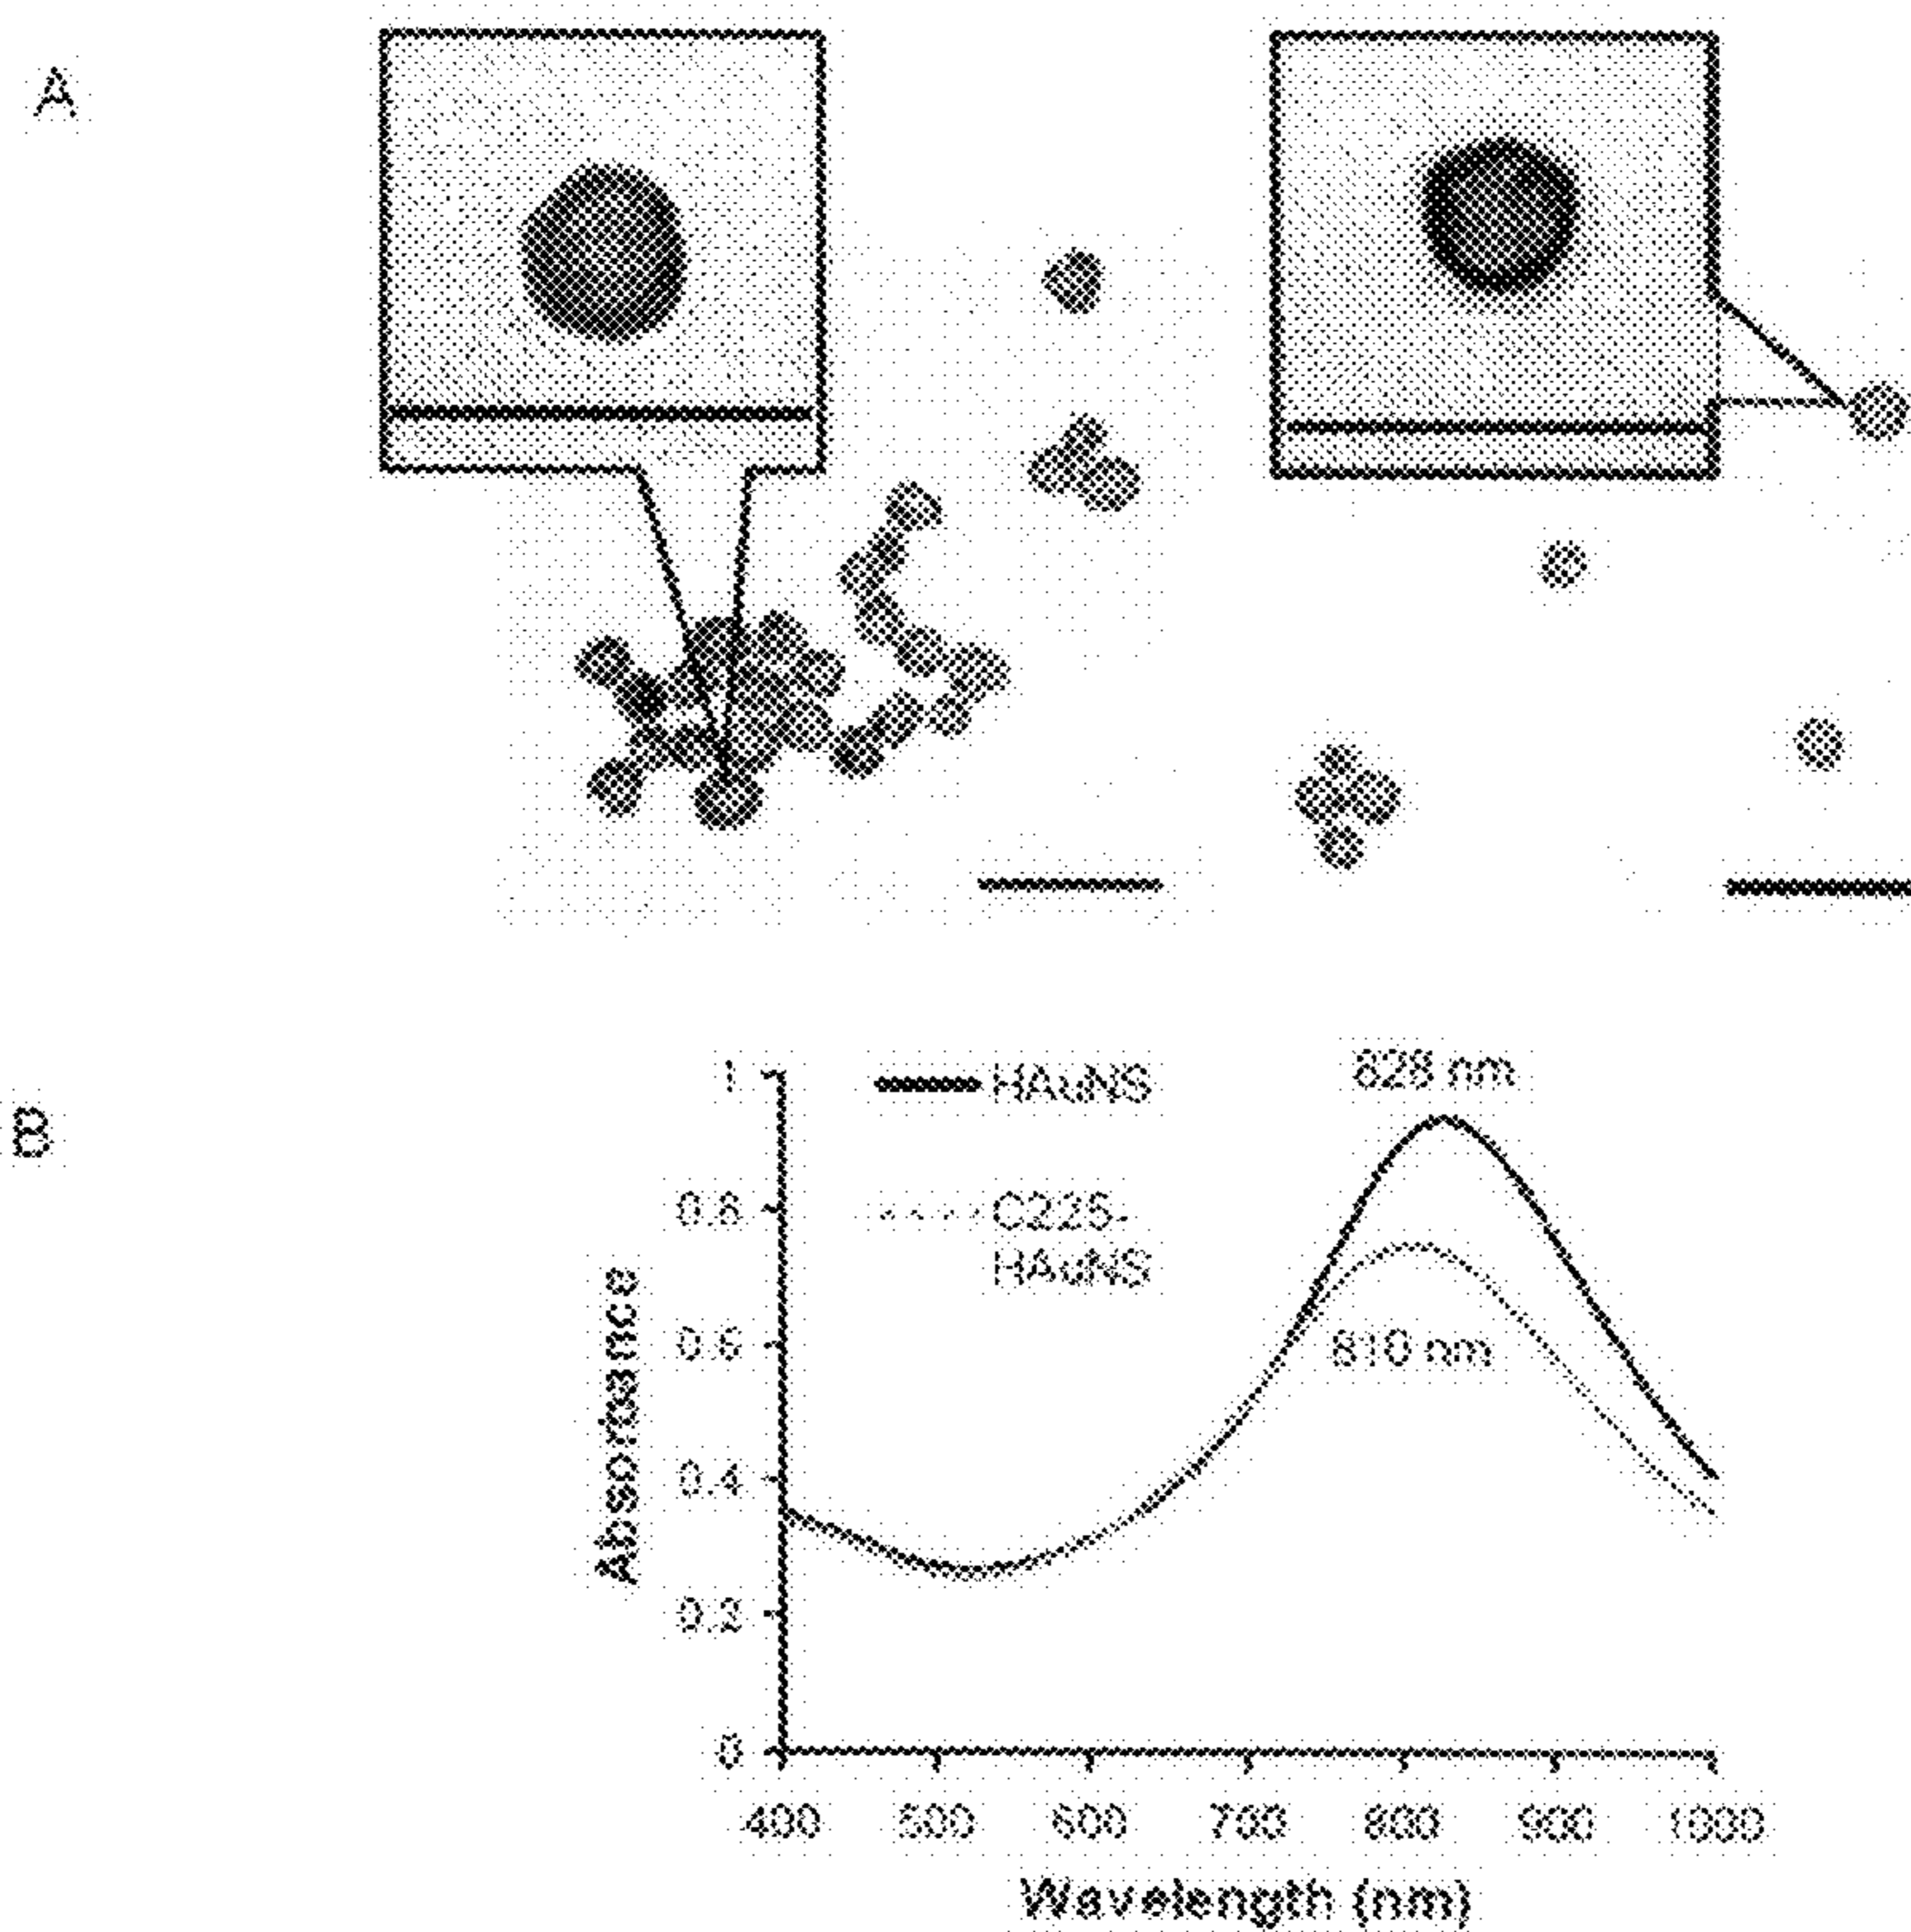 A
B
1
HAuNS
828 nm
0.8
C225-
HAuNS
0.6
810 nm
0.4
0.2
0
Absorbance
400 500 600 700 800 900 1000
Wavelength (nm)